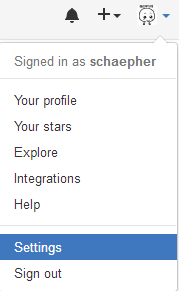 Signed in as schaepher
Your profile
Your stars
Explore
Integrations
Help
Settings
Sign out